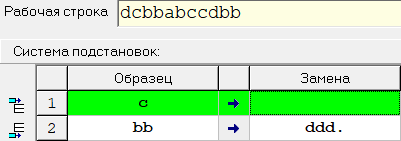 Рабочая строка dcbbabccdbb
Система подстановок:
Образец Замена
1 c →
2 bb → ddd.